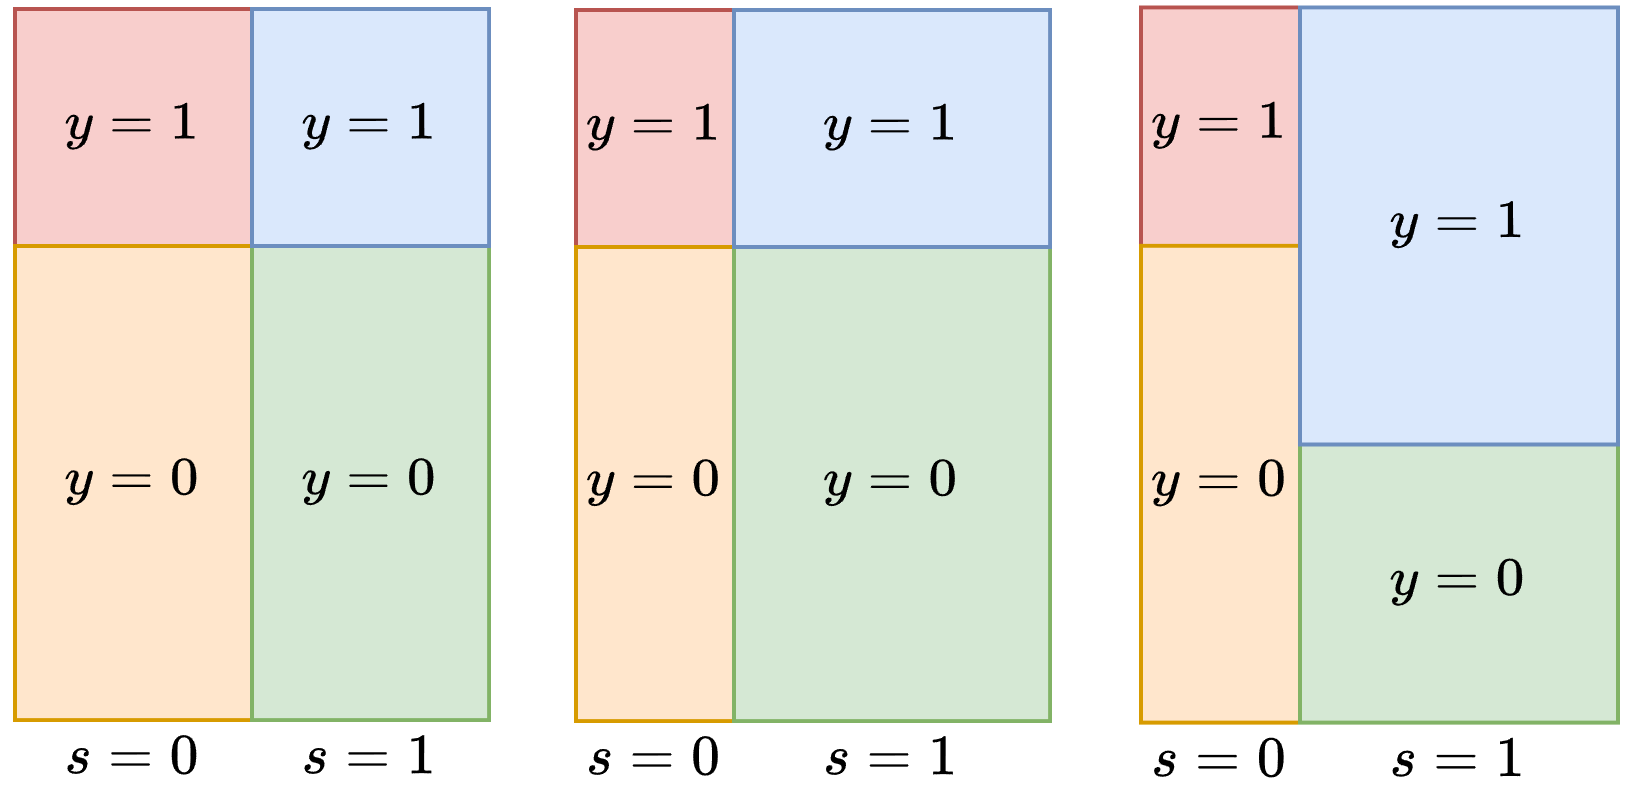 y = 1 y = 1
y = 0 y = 0
s = 0 s = 1
y = 1 y = 1
y = 0 y = 0
s = 0 s = 1
y = 1
y = 1
y = 0
y = 0
s = 0 s = 1